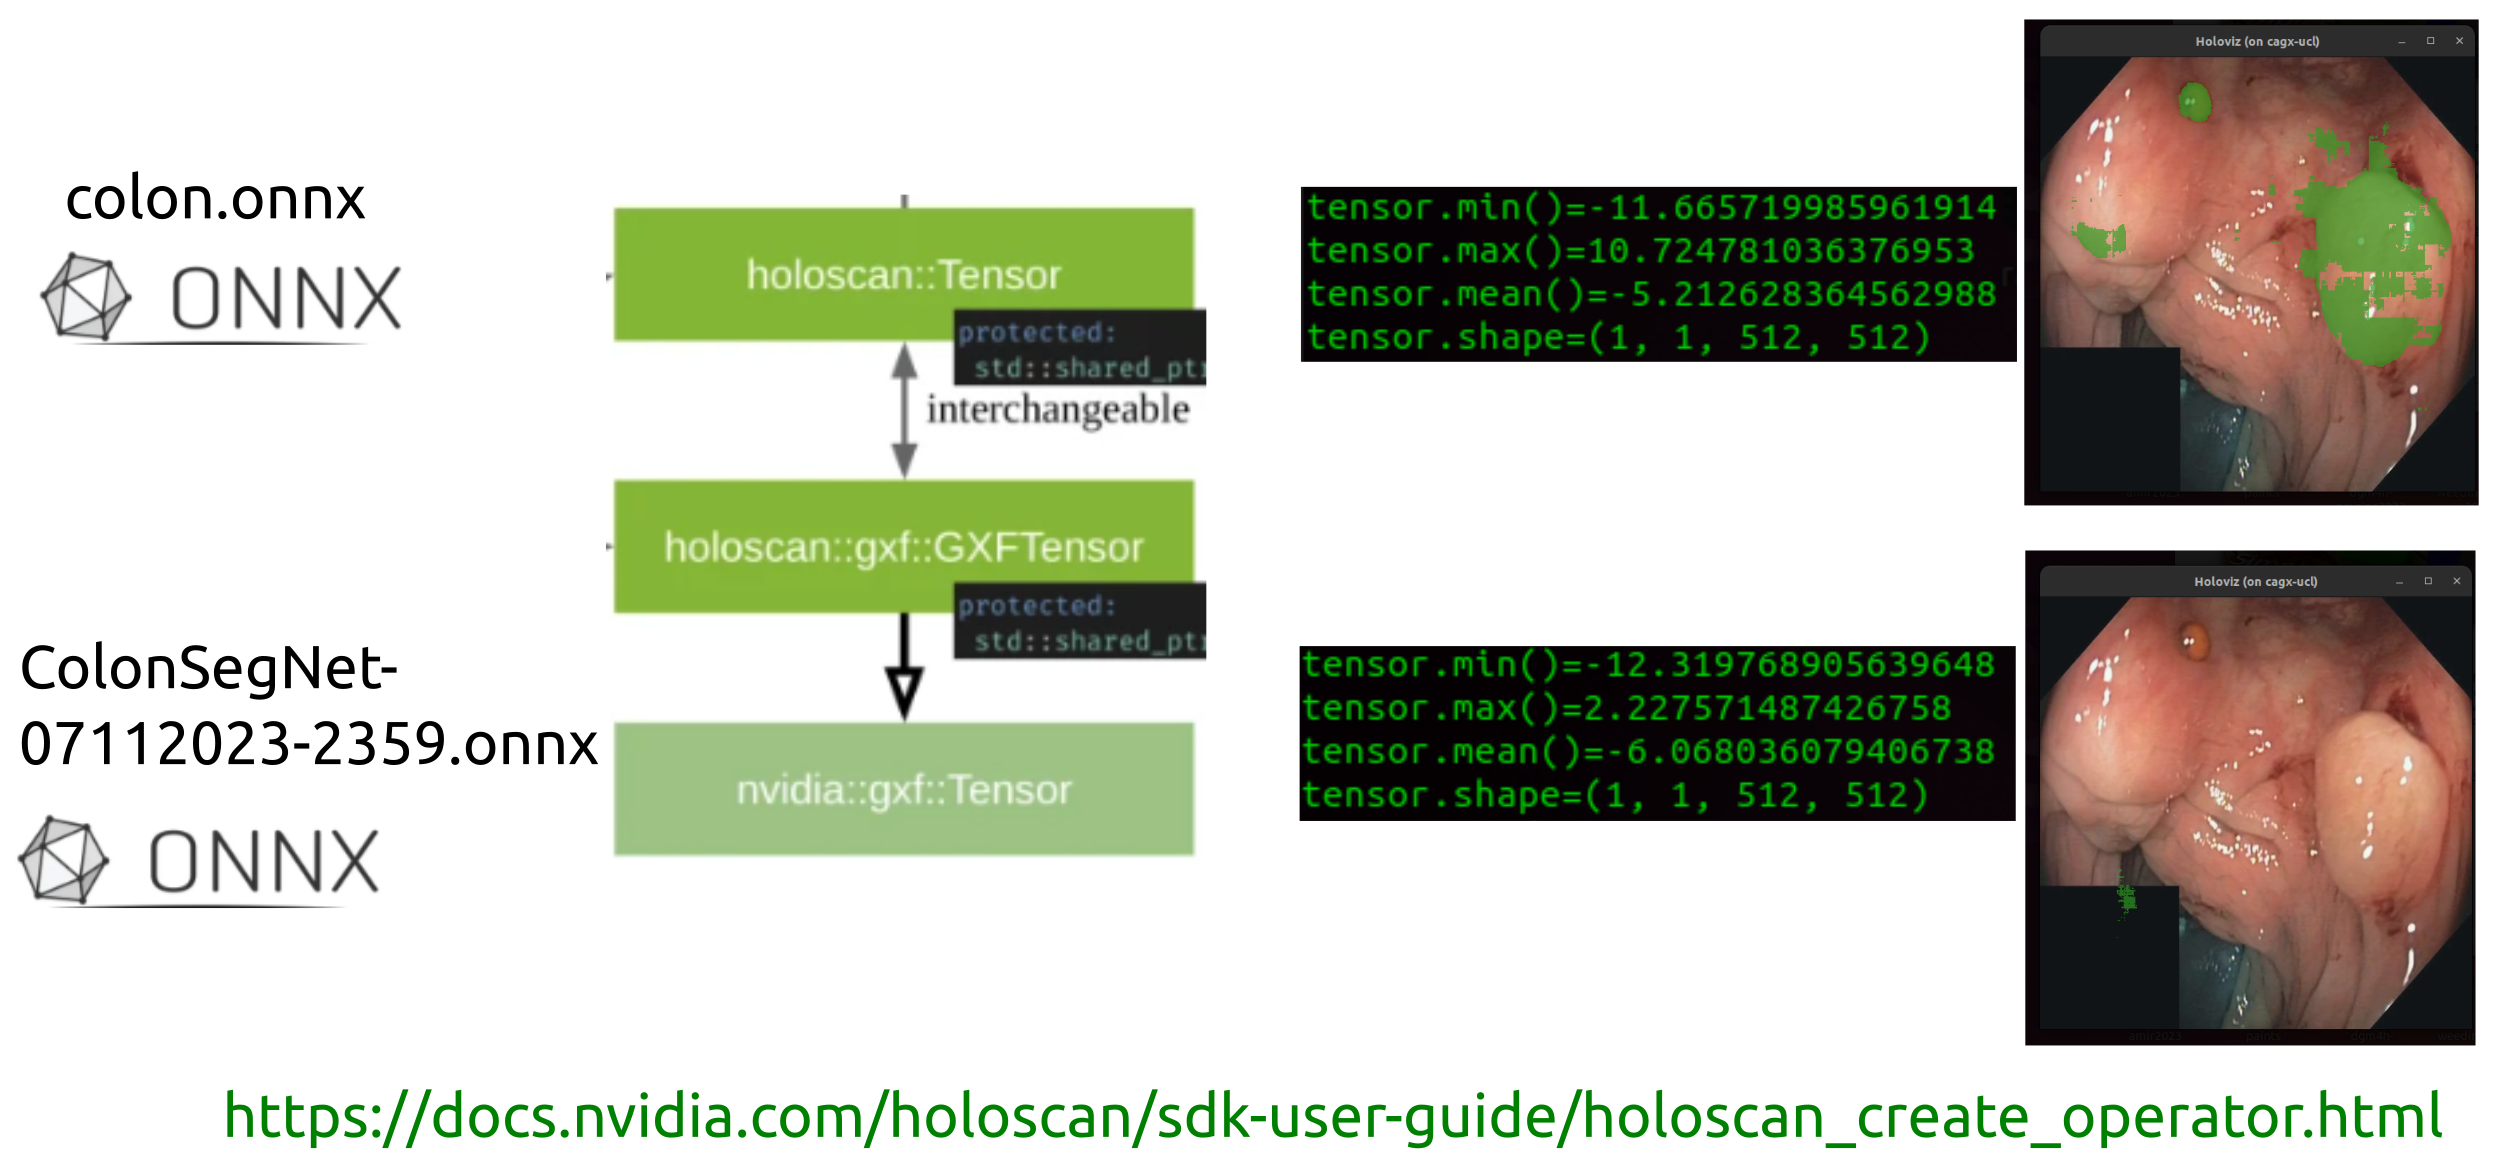 colon.onnx
ONNX
ColonSegNet-
07112023-2359.onnx
ONNX
holoscan::Tensor
protected:
std::shared_pt
interchangeable
holoscan::gxf::GXFTensor
protected:
std::shared_pt
nvidia::gxf::Tensor
tensor.min()=-11.665719985961914
tensor.max()=10.724781036376953
tensor.mean()=-5.212628364562988
tensor.shape=(1, 1, 512, 512)
tensor.min()=-12.319768905639648
tensor.max()=2.227571487426758
tensor.mean()=-6.068036079406738
tensor.shape=(1, 1, 512, 512)
Holoviz (on cagx-ucl)
Holoviz (on cagx-ucl)
amir2023
https://docs.nvidia.com/holoscan/sdk-user-guide/holoscan_create_operator.html